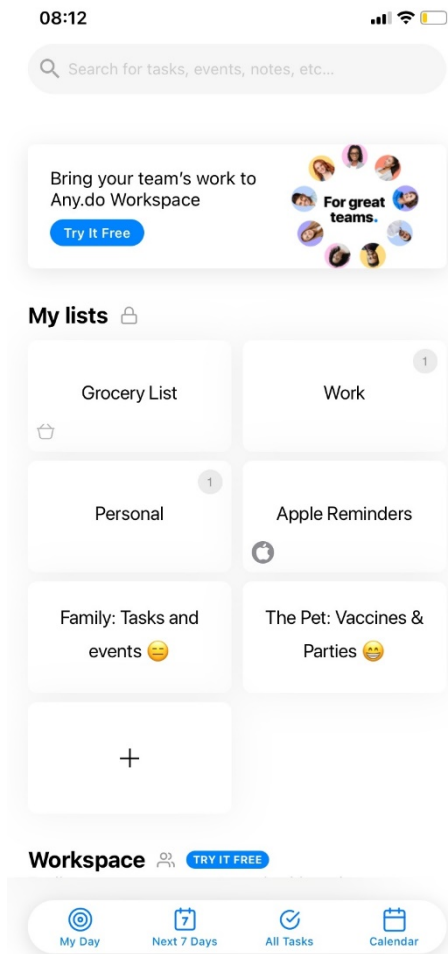 08:12
Search for tasks, events, notes, etc...
Bring your team's work to
Any.do Workspace
Try It Free
For great
teams.
My lists
Grocery List
1
Work
1
Personal
Apple Reminders
Family: Tasks and
events 😑
The Pet: Vaccines &
Parties 😁
+
Workspace
TRY IT FREE
7
My Day
Next 7 Days
All Tasks
Calendar